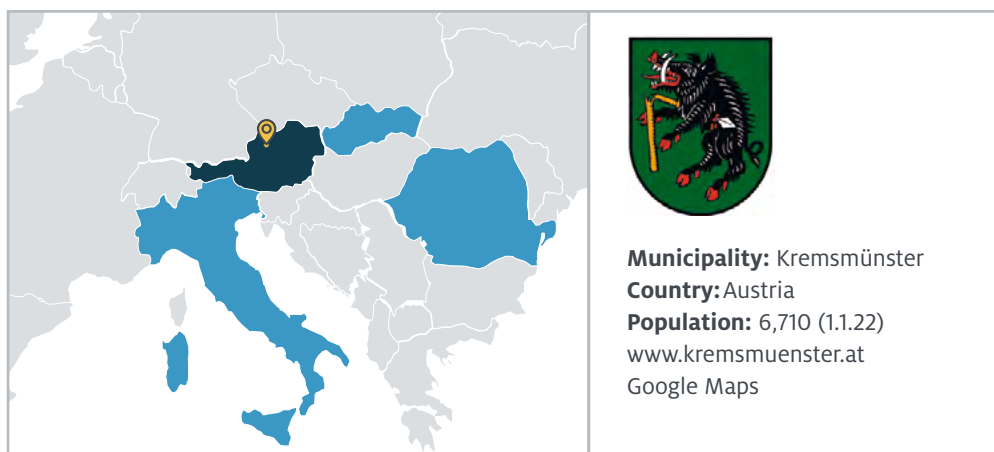 Municipality: Kremsmünster
Country: Austria
Population: 6,710 (1.1.22)
www.kremsmuenster.at
Google Maps